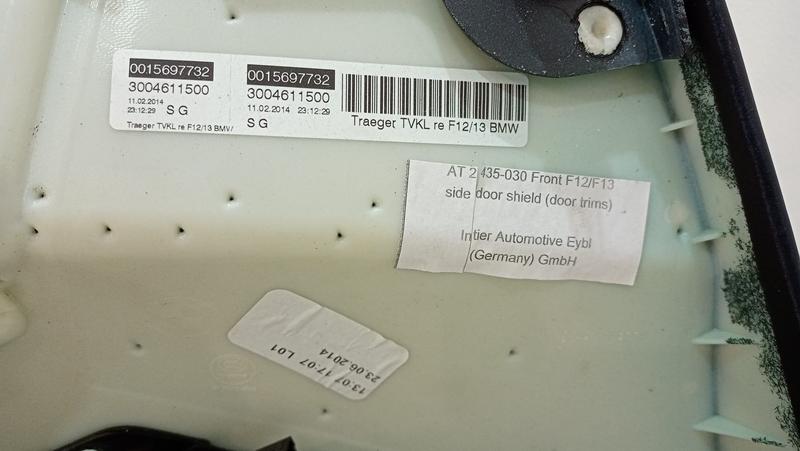 0015697732
3004611500
11.02.2014
23:12:29 S G
Traeger TVKL re F12/13 BMW
0015697732
3004611500
11.02.2014 23:12:29
S G
Traeger TVKL re F12/13 BMW
AT 2 435-030 Front F12/F13
side door shield (door trims)
Intier Automotive Eybl
(Germany) GmbH
13:07 17:07 L01
23.06.2014